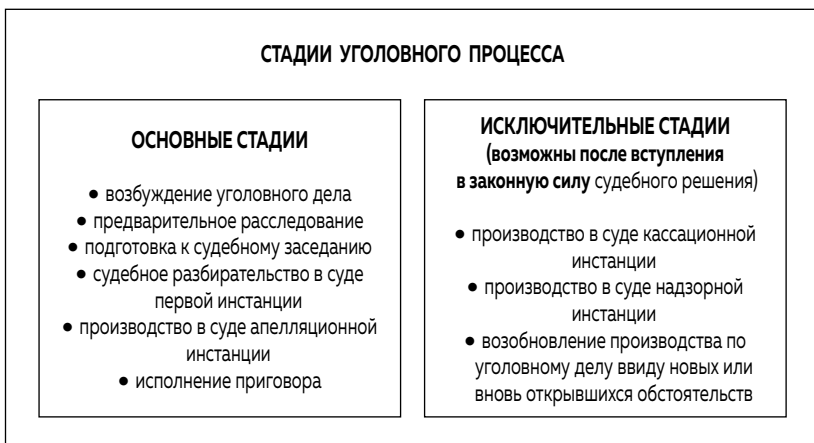 СТАДИИ УГОЛОВНОГО ПРОЦЕССА
ОСНОВНЫЕ СТАДИИ
● возбуждение уголовного дела
● предварительное расследование
● подготовка к судебному заседанию
● судебное разбирательство в суде
первой инстанции
● производство в суде апелляционной
инстанции
● исполнение приговора
ИСКЛЮЧИТЕЛЬНЫЕ СТАДИИ
(возможны после вступления
в законную силу судебного решения)
● производство в суде кассационной
инстанции
● производство в суде надзорной
инстанции
● возобновление производства по
уголовному делу ввиду новых или
вновь открывшихся обстоятельств